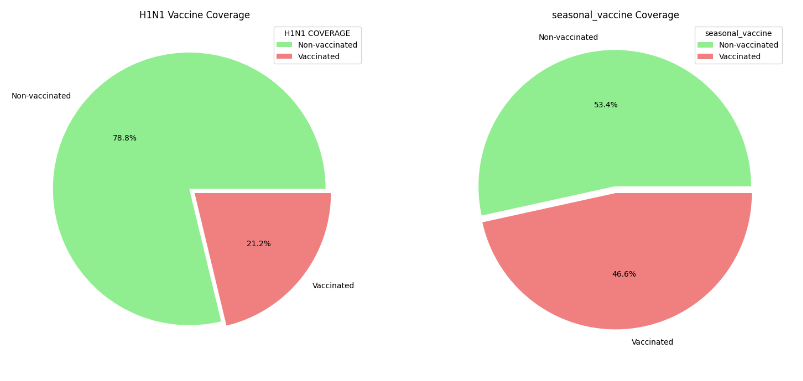 H1N1 Vaccine Coverage
H1N1 COVERAGE
Non-vaccinated
Vaccinated
Non-vaccinated
78.8%
21.2%
Vaccinated
seasonal_vaccine Coverage
seasonal_vaccine
Non-vaccinated
Vaccinated
Non-vaccinated
53.4%
46.6%
Vaccinated